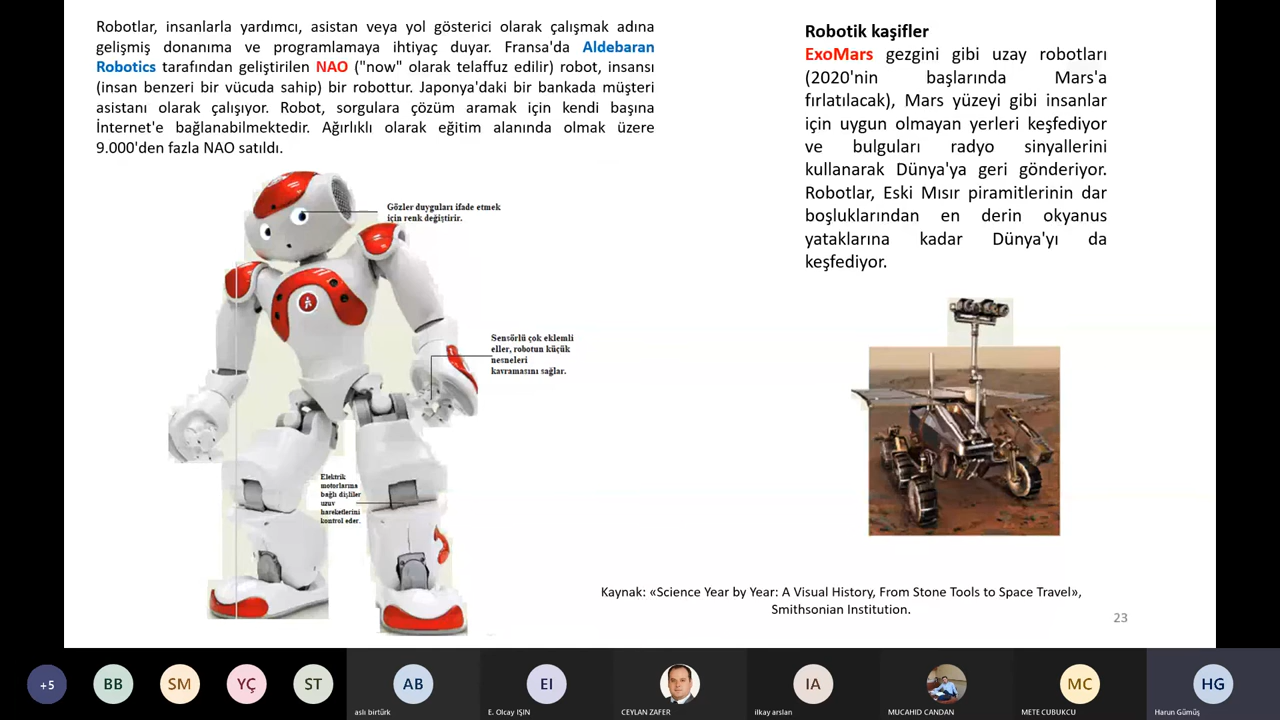 Robotlar, insanlarla yardımcı, asistan veya yol gösterici olarak çalışmak adına
gelişmiş donanıma ve programlamaya ihtiyaç duyar. Fransa'da Aldebaran
Robotics tarafından geliştirilen NAO ("now" olarak telaffuz edilir) robot, insansı
(insan benzeri bir vücuda sahip) bir robottur. Japonya'daki bir bankada müşteri
asistanı olarak çalışıyor. Robot, sorgulara çözüm aramak için kendi başına
İnternet'e bağlanabilmektedir. Ağırlıklı olarak eğitim alanında olmak üzere
9.000'den fazla NAO satıldı.
Gözler duyguları ifade etmek
için renk değiştirir.
Sensörlü çok eklemli
eller, robotun küçük
nesneleri
kavramasını sağlar.
Elektrik
motorlarına
bağlı dişliler
uzuv
hareketlerini
kontrol eder.
Robotik kaşifler
ExoMars gezgini gibi uzay robotları
(2020'nin başlarında Mars'a
fırlatılacak), Mars yüzeyi gibi insanlar
için uygun olmayan yerleri keşfediyor
ve bulguları radyo sinyallerini
kullanarak Dünya'ya geri gönderiyor.
Robotlar, Eski Mısır piramitlerinin dar
boşluklarından en derin okyanus
yataklarına kadar Dünya'yı da
keşfediyor.
Kaynak: «Science Year by Year: A Visual History, From Stone Tools to Space Travel»,
Smithsonian Institution.
23
+5 BB SM YÇ ST AB EI IA MC HG
aslı birtürk E. Olcay IŞIN CEYLAN ZAFER ilkay arslan MUCAHID CANDAN METE CUBUKCU Harun Gümüş